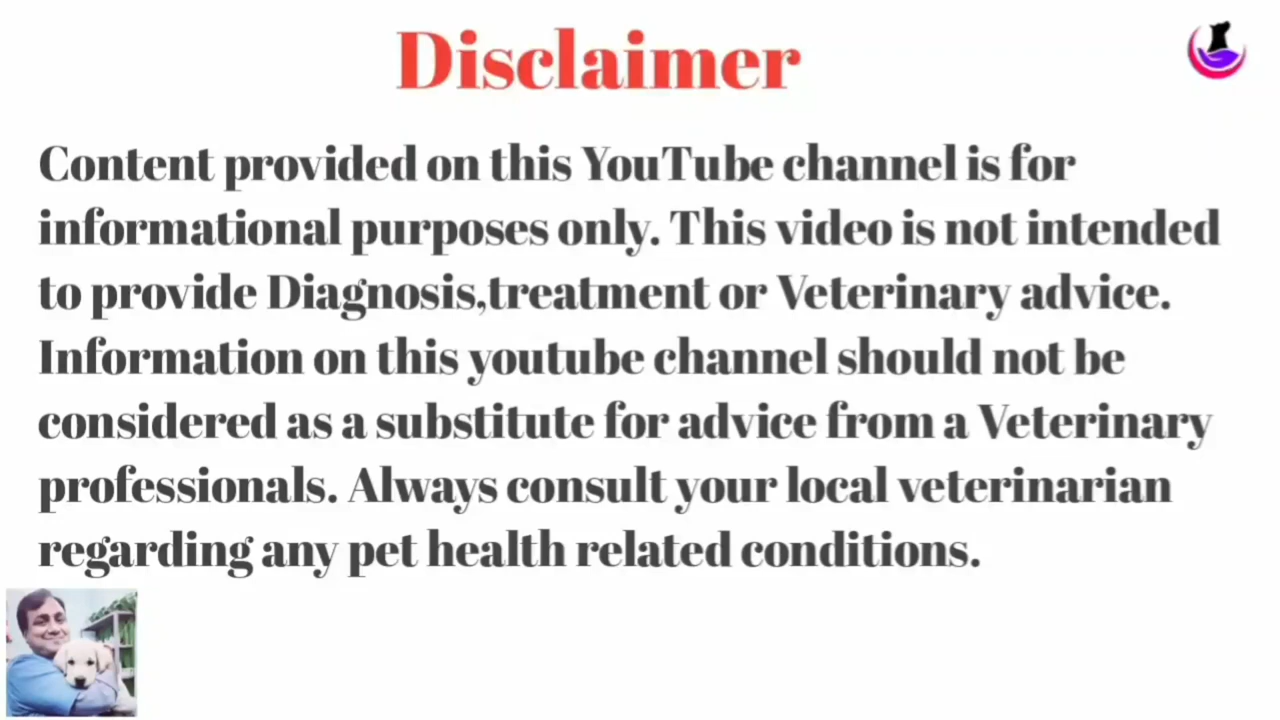 Disclaimer
Content provided on this YouTube channel is for
informational purposes only. This video is not intended
to provide Diagnosis,treatment or Veterinary advice.
Information on this youtube channel should not be
considered as a substitute for advice from a Veterinary
professionals. Always consult your local veterinarian
regarding any pet health related conditions.